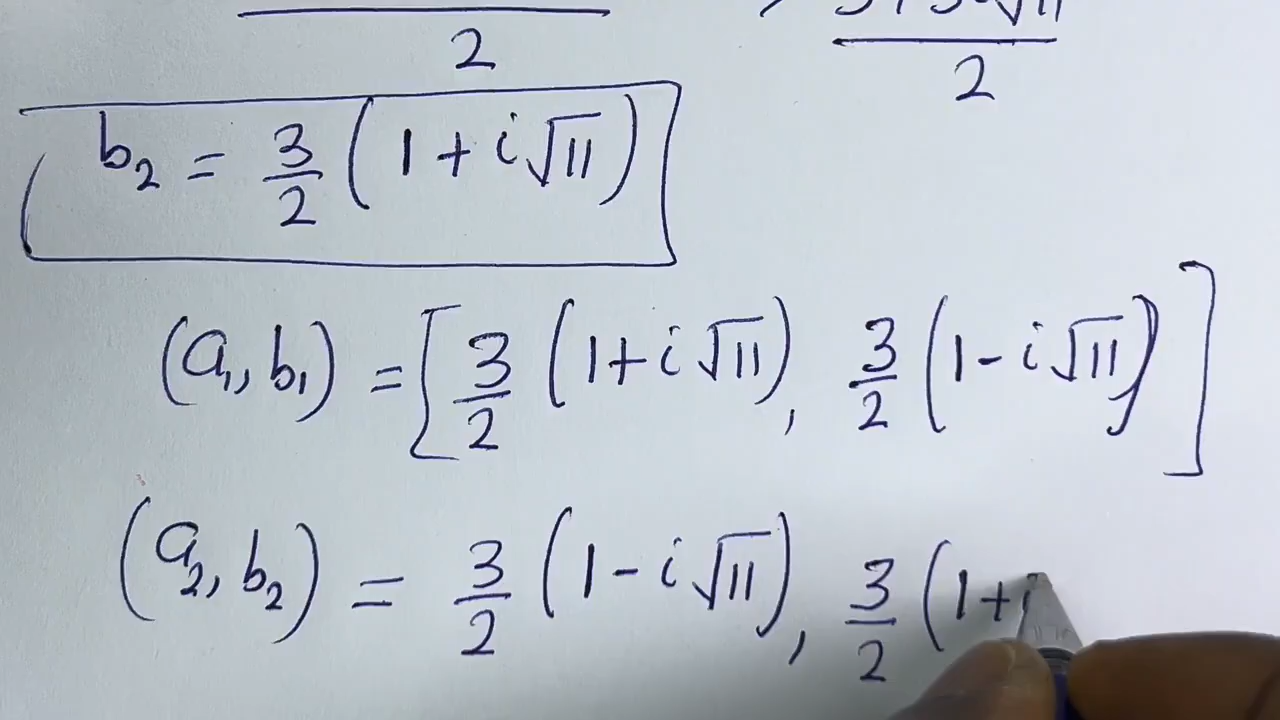 2
2
b₂ = 3/2 (1 + i√11)
(a₁, b₁) = [3/2 (1 + i√11), 3/2 (1 - i√11)]
(a₂, b₂) = 3/2 (1 - i√11), 3/2 (1 + i